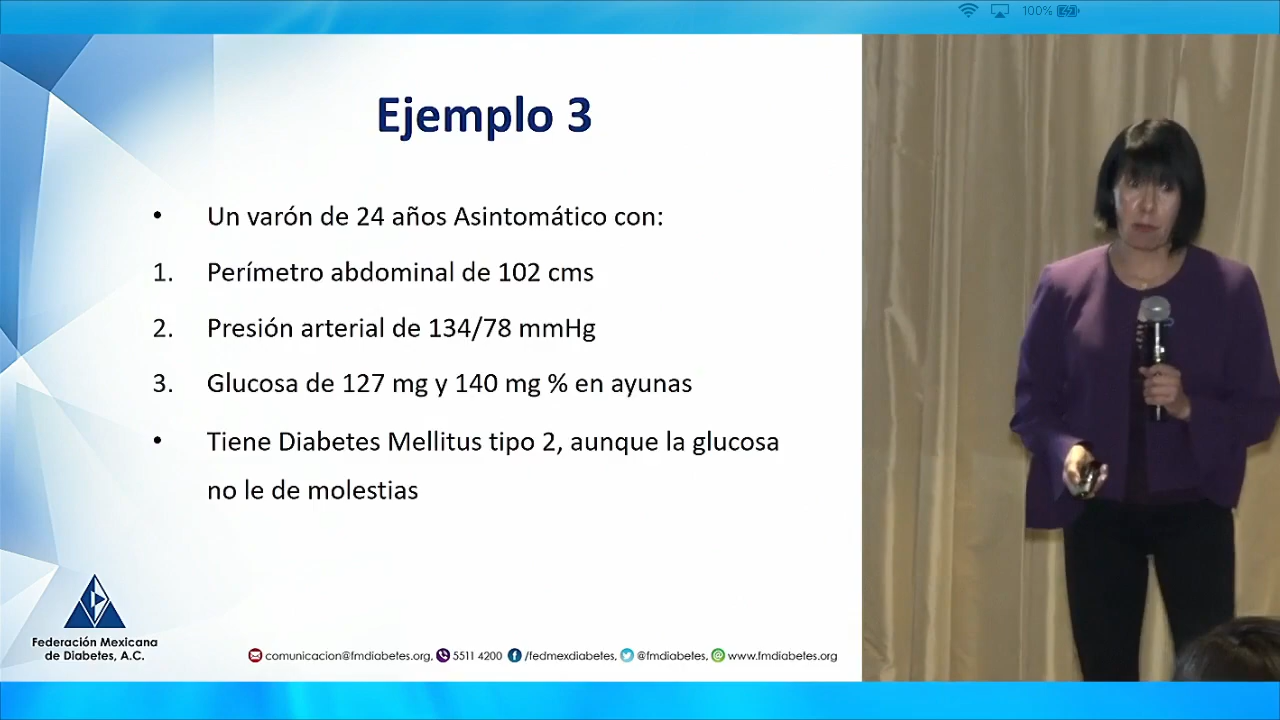 100%
Ejemplo 3
• Un varón de 24 años Asintomático con:
1. Perímetro abdominal de 102 cms
2. Presión arterial de 134/78 mmHg
3. Glucosa de 127 mg y 140 mg % en ayunas
• Tiene Diabetes Mellitus tipo 2, aunque la glucosa
no le de molestias
Federación Mexicana
de Diabetes, A.C.
comunicacion@fmdiabetes.org, 5511 4200 /fedmexdiabetes, @fmdiabetes, www.fmdiabetes.org